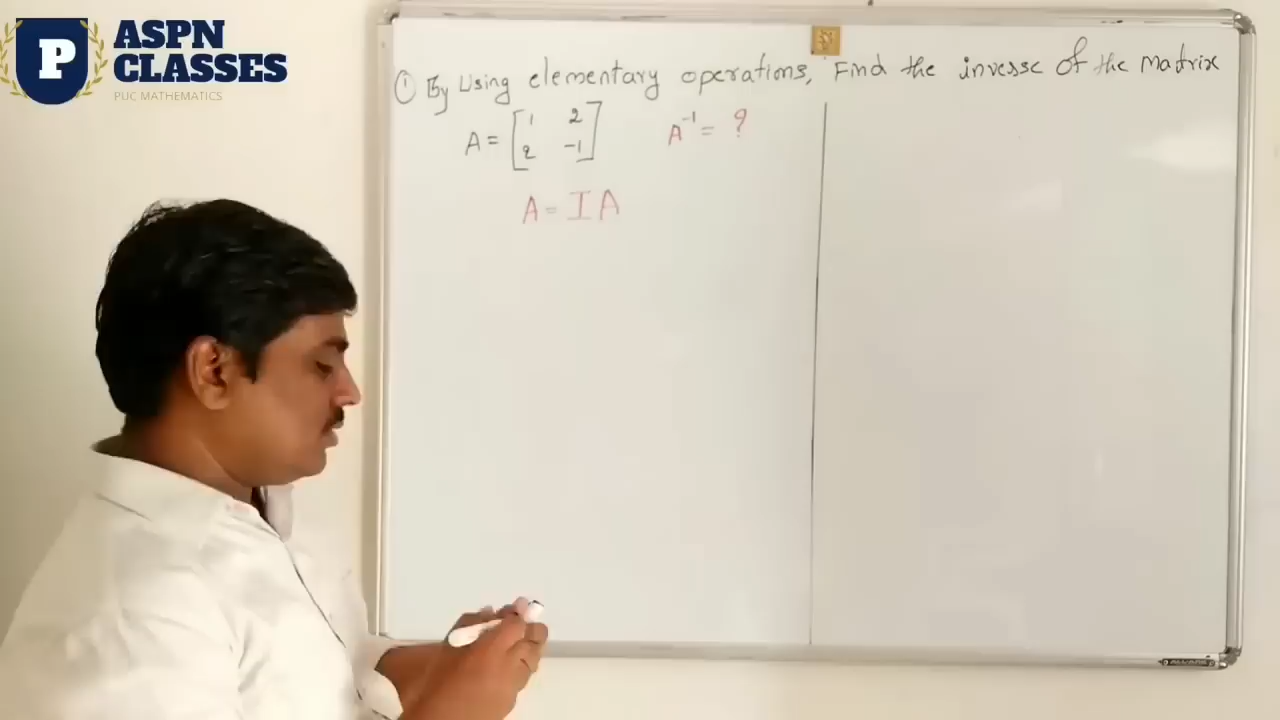 ASPN
CLASSES
PUC MATHEMATICS
P
① By Using elementary operations, Find the inverse of the matrix
A = [1 2
2 -1]
A⁻¹ = ?
A = I A